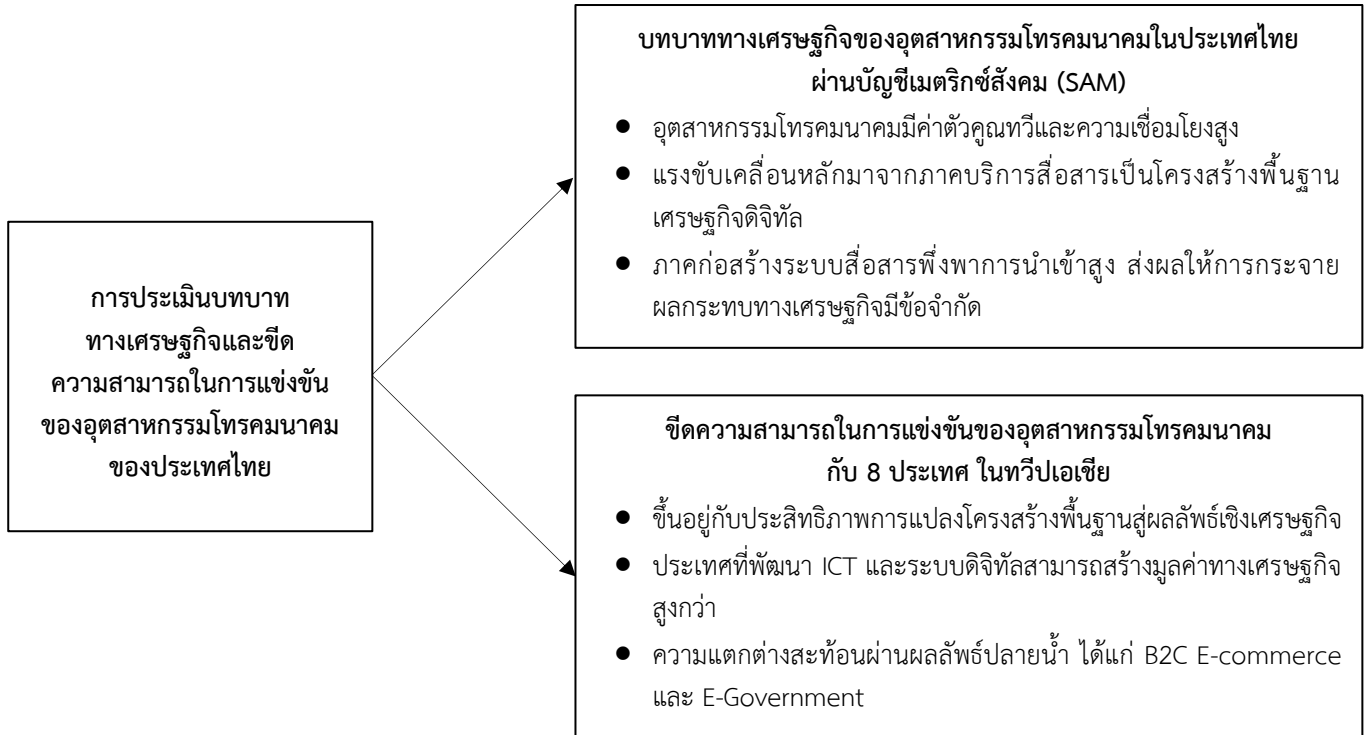 การประเมินบทบาท
ทางเศรษฐกิจและขีด
ความสามารถในการแข่งขัน
ของอุตสาหกรรมโทรคมนาคม
ของประเทศไทย
บทบาททางเศรษฐกิจของอุตสาหกรรมโทรคมนาคมในประเทศไทย
ผ่านบัญชีเมตริกซ์สังคม (SAM)
● อุตสาหกรรมโทรคมนาคมมีค่าตัวคูณทวีและความเชื่อมโยงสูง
● แรงขับเคลื่อนหลักมาจากภาคบริการสื่อสารเป็นโครงสร้างพื้นฐาน
เศรษฐกิจดิจิทัล
● ภาคก่อสร้างระบบสื่อสารพึ่งพาการนำเข้าสูง ส่งผลให้การกระจาย
ผลกระทบทางเศรษฐกิจมีข้อจำกัด
ขีดความสามารถในการแข่งขันของอุตสาหกรรมโทรคมนาคม
กับ 8 ประเทศ ในทวีปเอเชีย
● ขึ้นอยู่กับประสิทธิภาพการแปลงโครงสร้างพื้นฐานสู่ผลลัพธ์เชิงเศรษฐกิจ
● ประเทศที่พัฒนา ICT และระบบดิจิทัลสามารถสร้างมูลค่าทางเศรษฐกิจ
สูงกว่า
● ความแตกต่างสะท้อนผ่านผลลัพธ์ปลายน้ำ ได้แก่ B2C E-commerce
และ E-Government